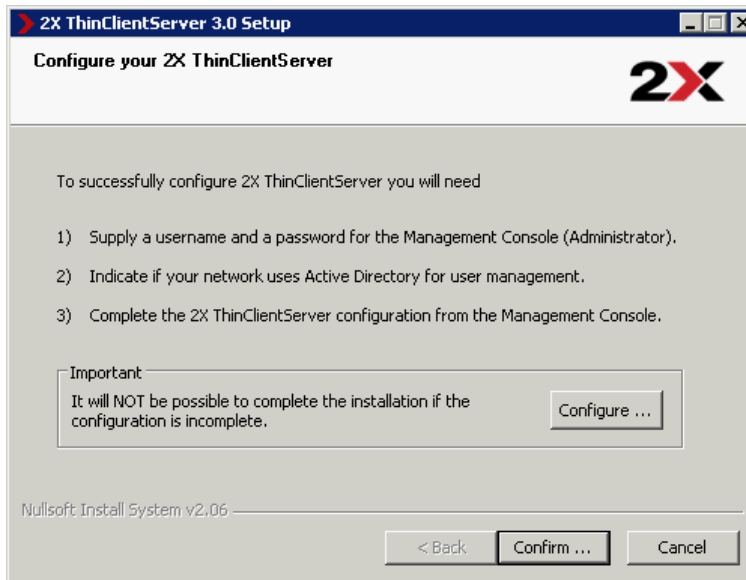 2X ThinClientServer 3.0 Setup
Configure your 2X ThinClientServer
2X
To successfully configure 2X ThinClientServer you will need
1) Supply a username and a password for the Management Console (Administrator).
2) Indicate if your network uses Active Directory for user management.
3) Complete the 2X ThinClientServer configuration from the Management Console.
Important
It will NOT be possible to complete the installation if the
configuration is incomplete.
Configure ...
Nullsoft Install System v2.06
< Back
Confirm ...
Cancel